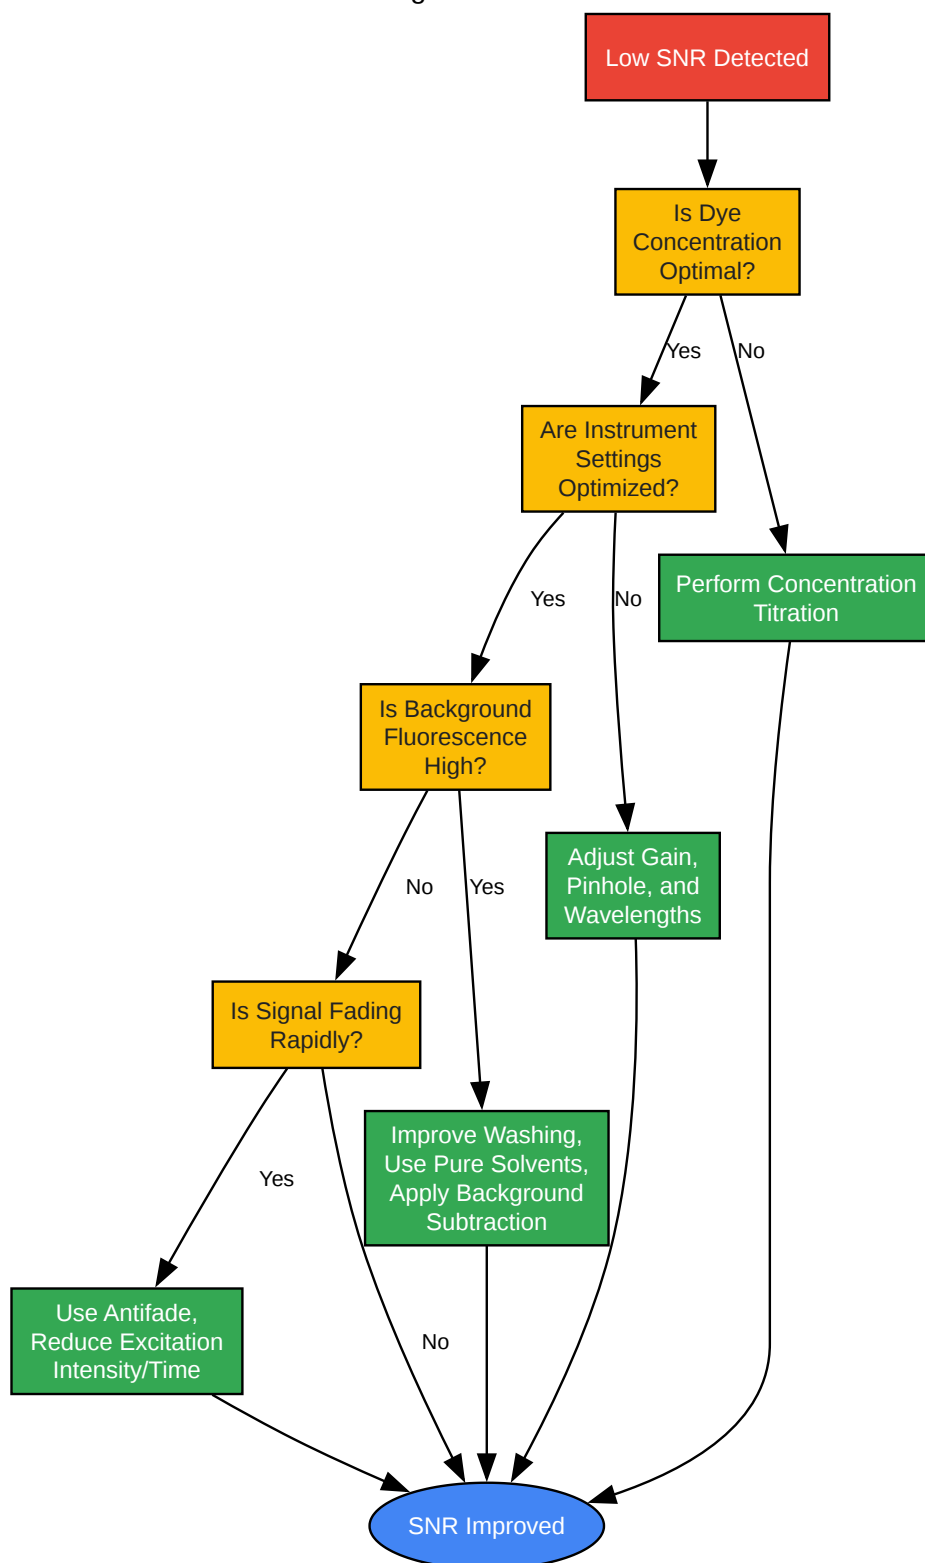 Low SNR Detected
Is Dye
Concentration
Optimal?
Yes
No
Are Instrument
Settings
Optimized?
Perform Concentration
Titration
Yes
No
Is Background
Fluorescence
High?
Adjust Gain,
Pinhole, and
Wavelengths
No
Yes
Is Signal Fading
Rapidly?
Improve Washing,
Use Pure Solvents,
Apply Background
Subtraction
Yes
Use Antifade,
Reduce Excitation
Intensity/Time
No
SNR Improved